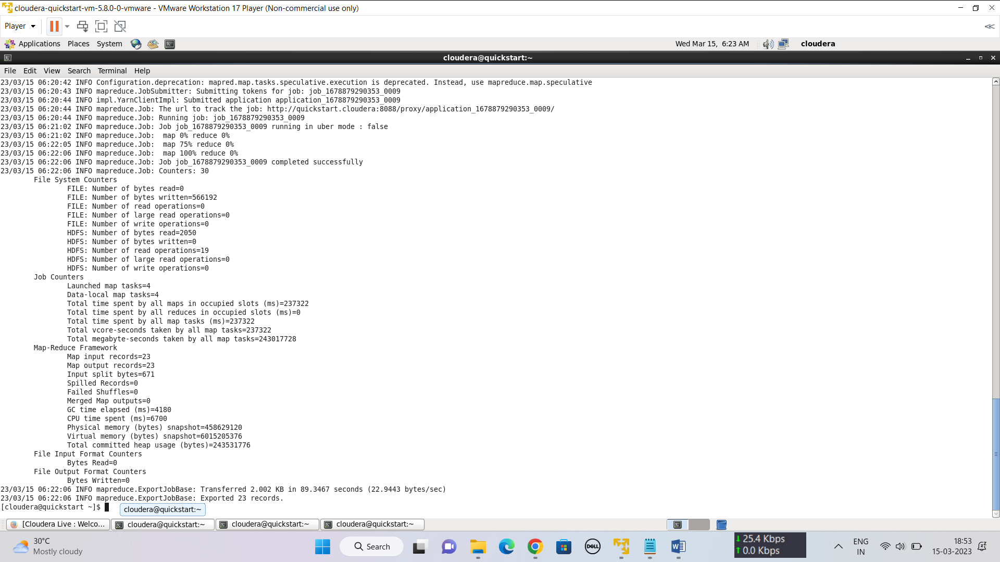 cloudera-quickstart-vm-5.8.0-0-vmware - VMware Workstation 17 Player (Non-commercial use only)
Player
Applications Places System Wed Mar 15, 6:23 AM cloudera
cloudera@quickstart:~
File Edit View Search Terminal Help
23/03/15 06:20:42 INFO Configuration.deprecation: mapred.map.tasks.speculative.execution is deprecated. Instead, use mapreduce.map.speculative
23/03/15 06:20:43 INFO mapreduce.JobSubmitter: Submitting tokens for job: job_1678879290353_0009
23/03/15 06:20:44 INFO impl.YarnClientImpl: Submitted application application_1678879290353_0009
23/03/15 06:20:44 INFO mapreduce.Job: The url to track the job: http://quickstart.cloudera:8088/proxy/application_1678879290353_0009/
23/03/15 06:20:44 INFO mapreduce.Job: Running job: job_1678879290353_0009
23/03/15 06:21:02 INFO mapreduce.Job: Job job_1678879290353_0009 running in uber mode : false
23/03/15 06:21:02 INFO mapreduce.Job:  map 0% reduce 0%
23/03/15 06:22:05 INFO mapreduce.Job:  map 75% reduce 0%
23/03/15 06:22:06 INFO mapreduce.Job:  map 100% reduce 0%
23/03/15 06:22:06 INFO mapreduce.Job: Job job_1678879290353_0009 completed successfully
23/03/15 06:22:06 INFO mapreduce.Job: Counters: 30
File System Counters
FILE: Number of bytes read=0
FILE: Number of bytes written=566192
FILE: Number of read operations=0
FILE: Number of large read operations=0
FILE: Number of write operations=0
HDFS: Number of bytes read=2050
HDFS: Number of bytes written=0
HDFS: Number of read operations=19
HDFS: Number of large read operations=0
HDFS: Number of write operations=0
Job Counters
Launched map tasks=4
Data-local map tasks=4
Total time spent by all maps in occupied slots (ms)=237322
Total time spent by all reduces in occupied slots (ms)=0
Total time spent by all map tasks (ms)=237322
Total vcore-seconds taken by all map tasks=237322
Total megabyte-seconds taken by all map tasks=243017728
Map-Reduce Framework
Map input records=23
Map output records=23
Input split bytes=671
Spilled Records=0
Failed Shuffles=0
Merged Map outputs=0
GC time elapsed (ms)=4180
CPU time spent (ms)=6700
Physical memory (bytes) snapshot=458629120
Virtual memory (bytes) snapshot=6015205376
Total committed heap usage (bytes)=243531776
File Input Format Counters
Bytes Read=0
File Output Format Counters
Bytes Written=0
23/03/15 06:22:06 INFO mapreduce.ExportJobBase: Transferred 2.002 KB in 89.3467 seconds (22.9443 bytes/sec)
23/03/15 06:22:06 INFO mapreduce.ExportJobBase: Exported 23 records.
[cloudera@quickstart ~]$
cloudera@quickstart:~
[Cloudera Live : Welco... cloudera@quickstart:~ cloudera@quickstart:~ cloudera@quickstart:~
30°C
Mostly cloudy
Search
DELL
25.4 Kbps
0.0 Kbps
ENG
IN
18:53
15-03-2023